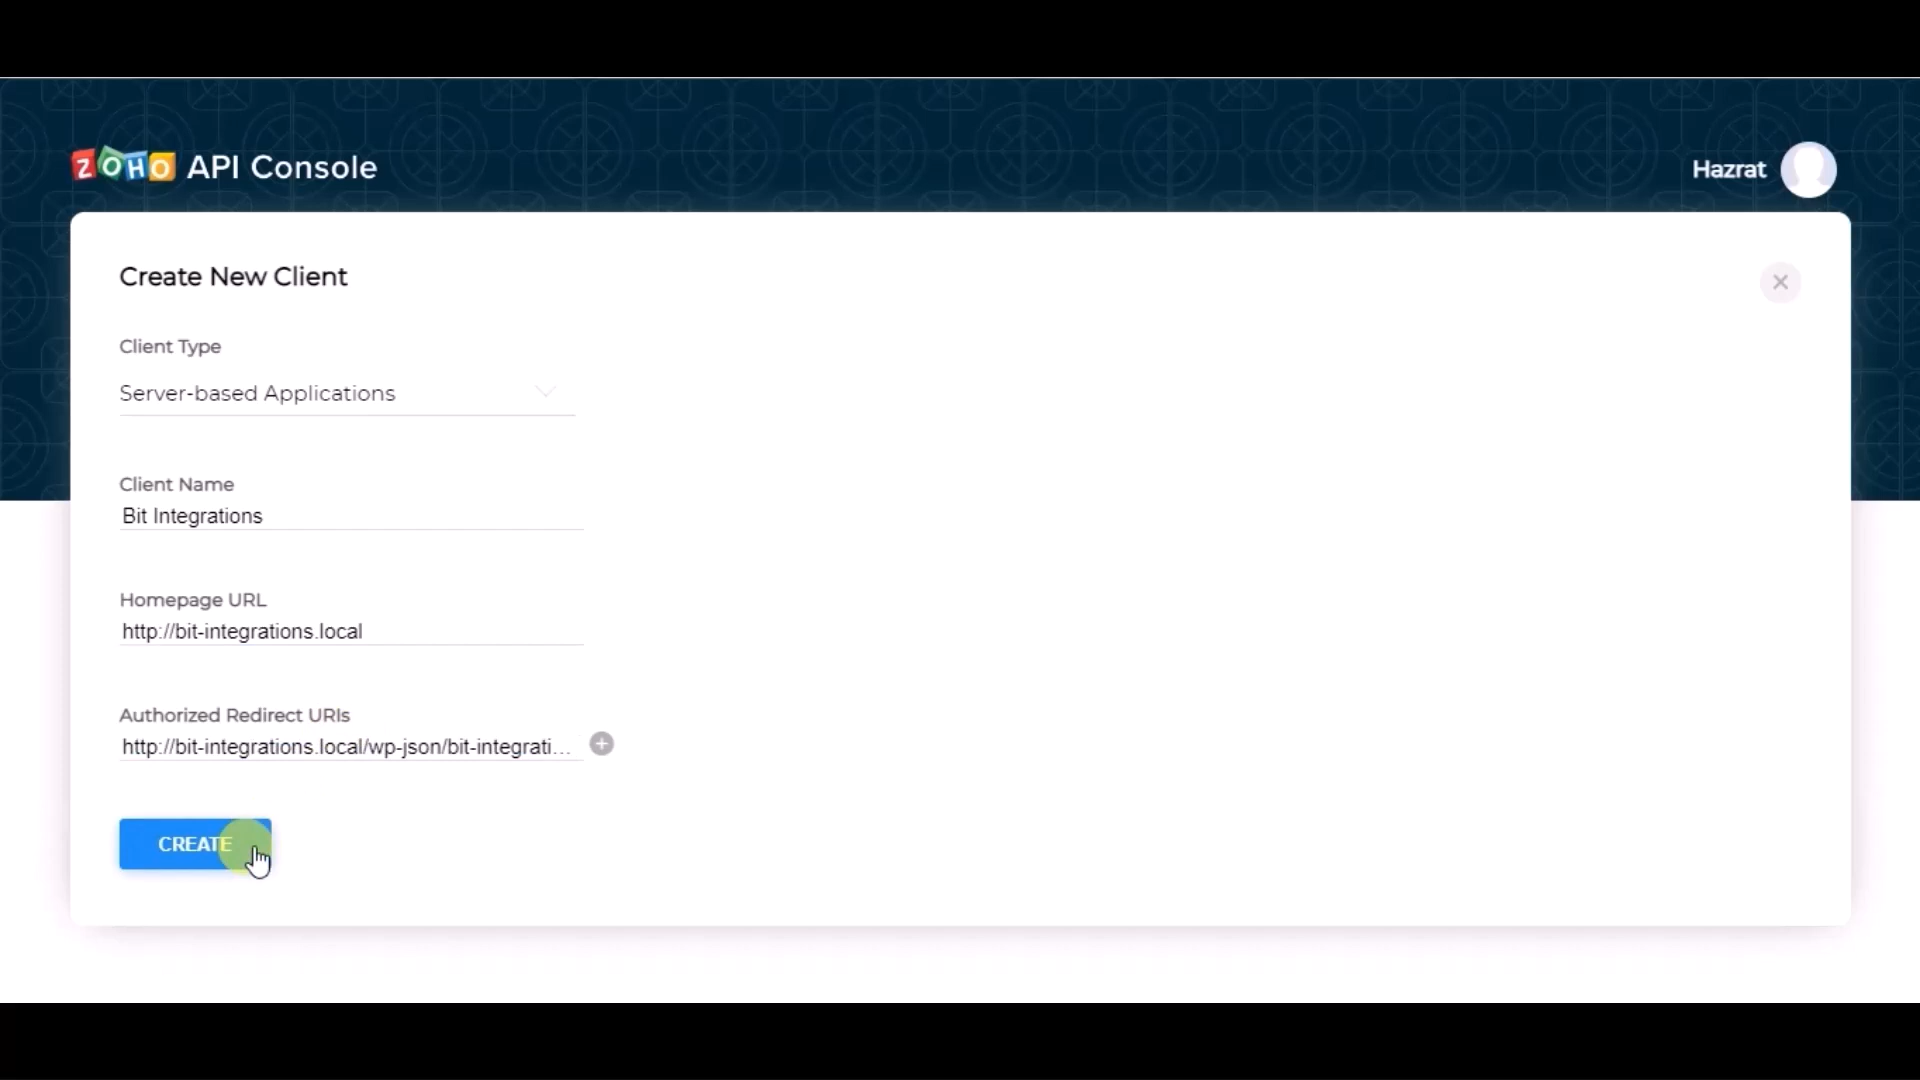 ZOHO API Console
Hazrat
Create New Client
Client Type
Server-based Applications
Client Name
Bit Integrations
Homepage URL
http://bit-integrations.local
Authorized Redirect URIs
http://bit-integrations.local/wp-json/bit-integrati...
CREATE